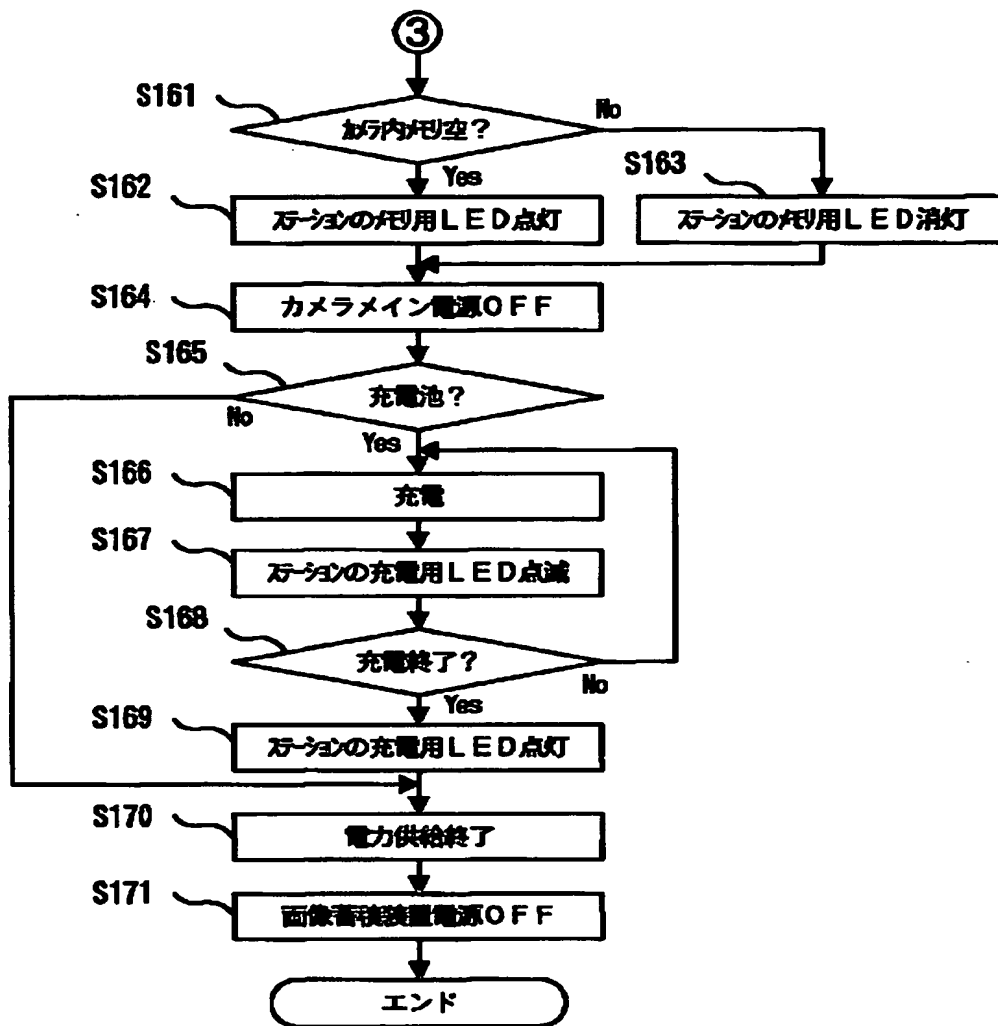 ③
S161
カメラ内メモリ空？
No
Yes
S162
ステーションのメモリ用ＬＥＤ点灯
S163
ステーションのメモリ用ＬＥＤ消灯
S164
カメラメイン電源ＯＦＦ
S165
充電池？
No
Yes
S166
充電
S167
ステーションの充電用ＬＥＤ点滅
S168
充電終了？
No
Yes
S169
ステーションの充電用ＬＥＤ点灯
S170
電力供給終了
S171
画像蓄積装置電源ＯＦＦ
エンド